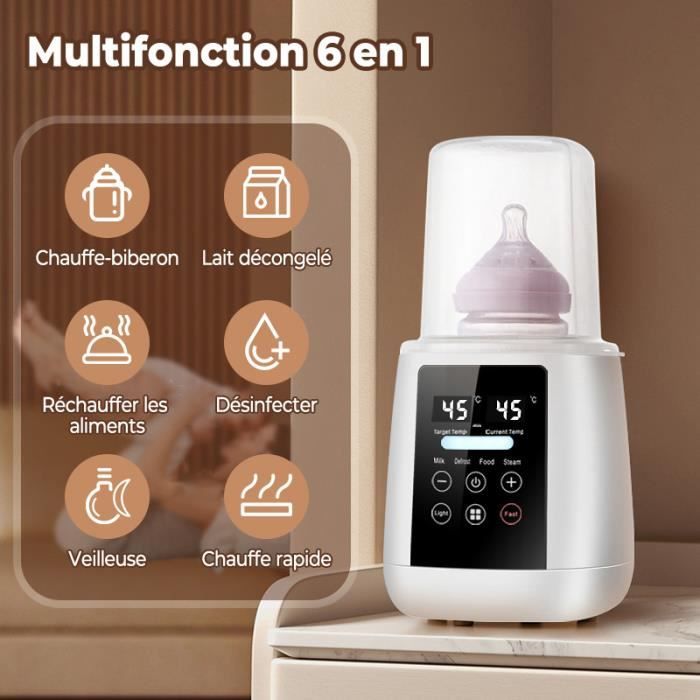 Multifonction 6 en 1
Chauffe-biberon
Lait décongelé
Réchauffer les
aliments
Désinfecter
Veilleuse
Chauffe rapide
45 °C 45 °C
Target Temp Current Temp
Milk Defrost Food Steam
Light Fast